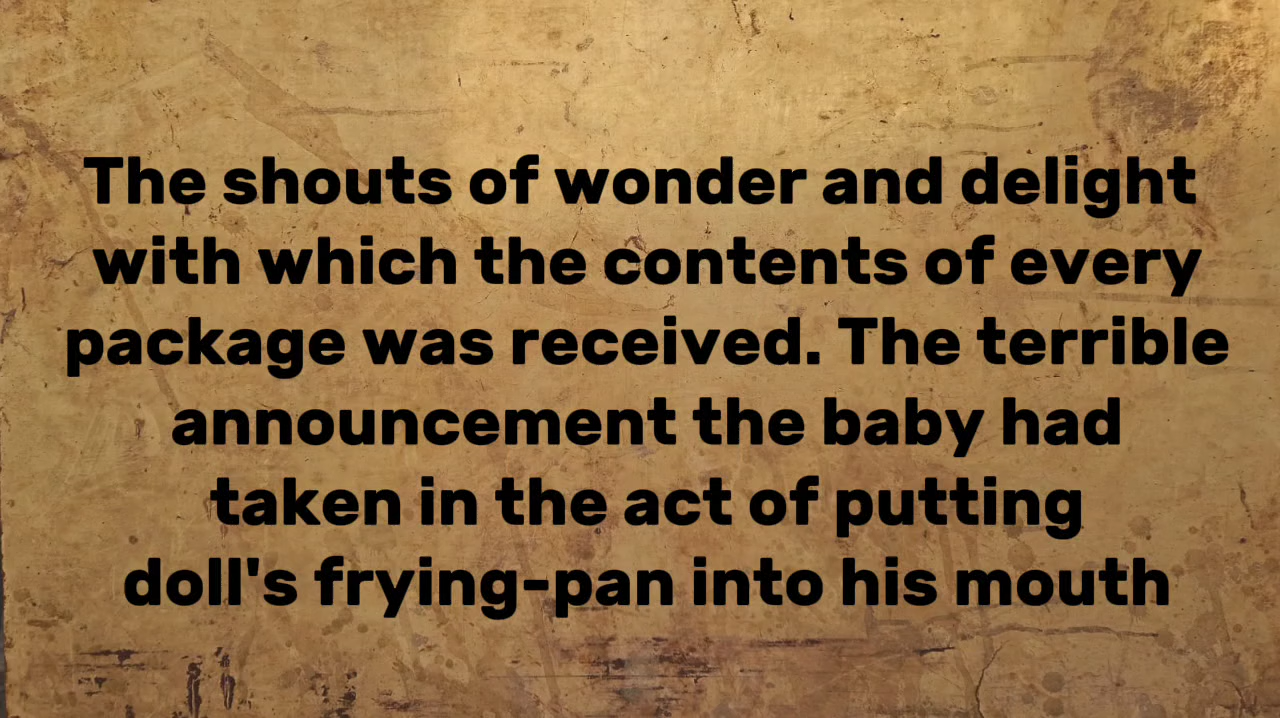 The shouts of wonder and delight
with which the contents of every
package was received. The terrible
announcement the baby had
taken in the act of putting
doll's frying-pan into his mouth